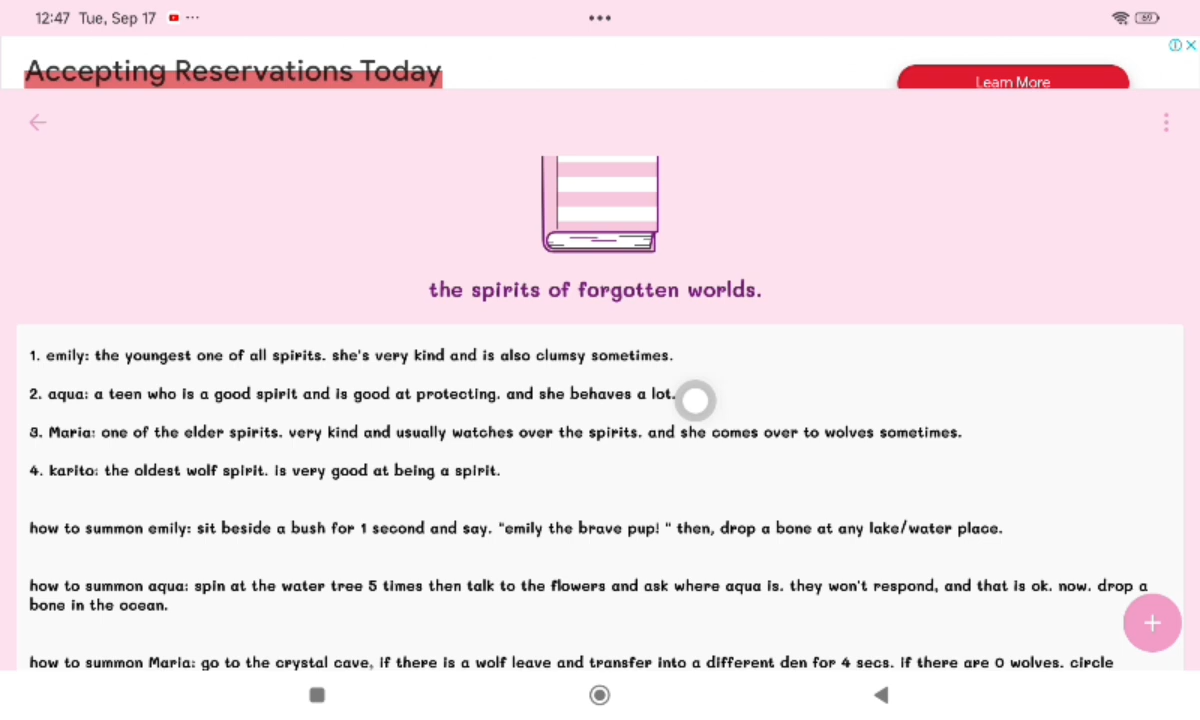 12:47 Tue, Sep 17
69
Accepting Reservations Today
Learn More
the spirits of forgotten worlds.
1. emily: the youngest one of all spirits. she's very kind and is also clumsy sometimes.
2. aqua: a teen who is a good spirit and is good at protecting. and she behaves a lot.
3. Maria: one of the elder spirits. very kind and usually watches over the spirits. and she comes over to wolves sometimes.
4. karito: the oldest wolf spirit. is very good at being a spirit.
how to summon emily: sit beside a bush for 1 second and say. "emily the brave pup! " then, drop a bone at any lake/water place.
how to summon aqua: spin at the water tree 5 times then talk to the flowers and ask where aqua is. they won't respond, and that is ok. now. drop a
bone in the ocean.
how to summon Maria: go to the crystal cave, if there is a wolf leave and transfer into a different den for 4 secs. if there are 0 wolves. circle